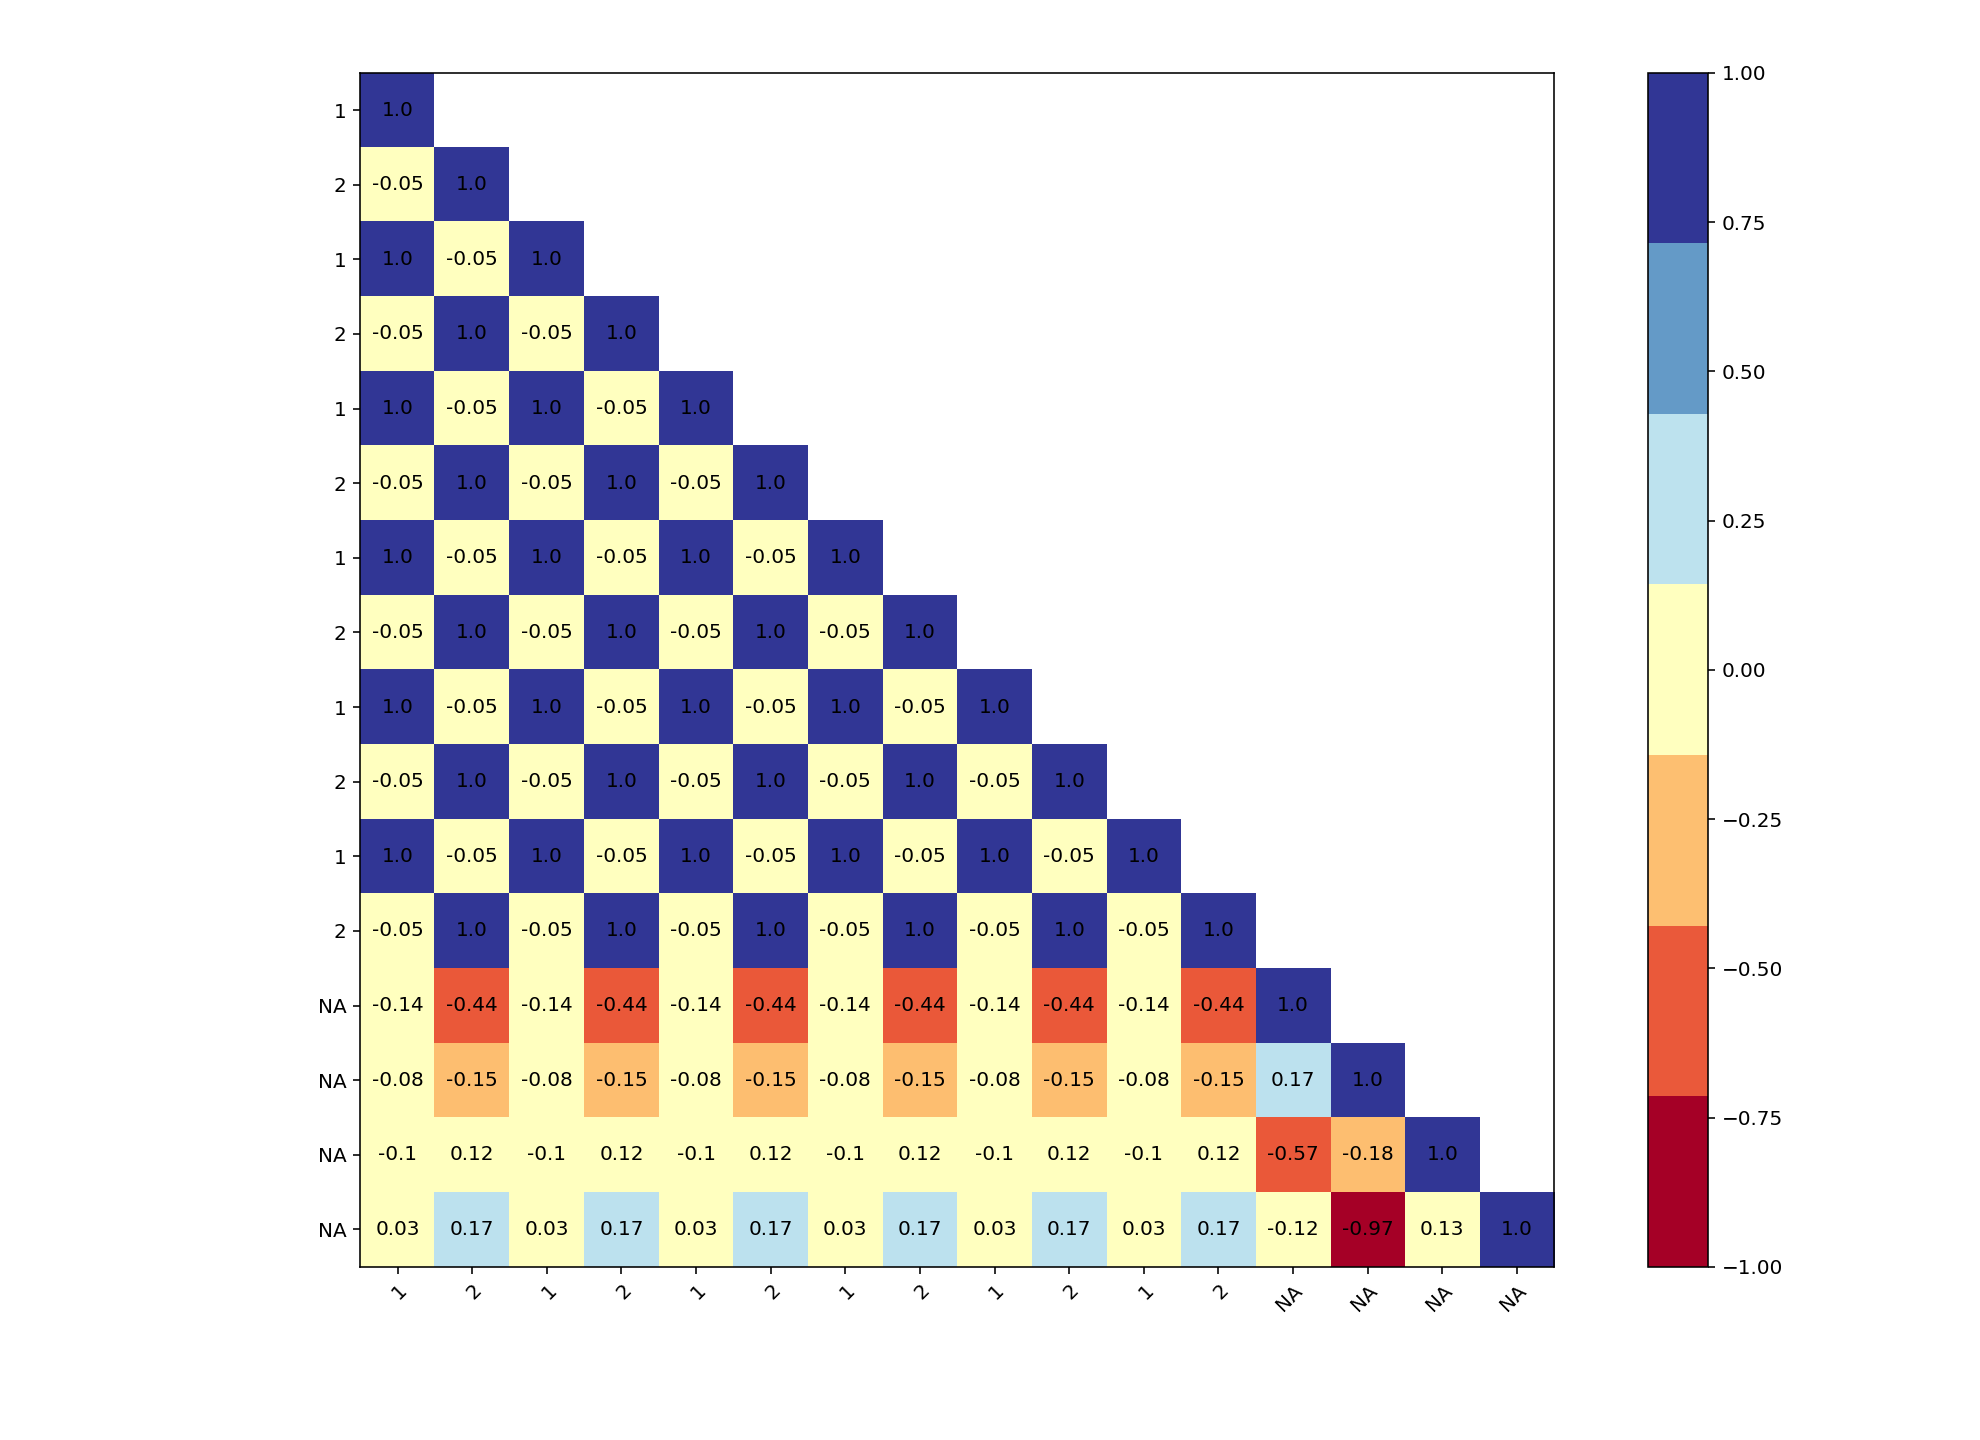 1 1.0
2 -0.05 1.0
1 1.0 -0.05 1.0
2 -0.05 1.0 -0.05 1.0
1 1.0 -0.05 1.0 -0.05 1.0
2 -0.05 1.0 -0.05 1.0 -0.05 1.0
1 1.0 -0.05 1.0 -0.05 1.0 -0.05 1.0
2 -0.05 1.0 -0.05 1.0 -0.05 1.0 -0.05 1.0
1 1.0 -0.05 1.0 -0.05 1.0 -0.05 1.0 -0.05 1.0
2 -0.05 1.0 -0.05 1.0 -0.05 1.0 -0.05 1.0 -0.05 1.0
1 1.0 -0.05 1.0 -0.05 1.0 -0.05 1.0 -0.05 1.0 -0.05 1.0
2 -0.05 1.0 -0.05 1.0 -0.05 1.0 -0.05 1.0 -0.05 1.0 -0.05 1.0
NA -0.14 -0.44 -0.14 -0.44 -0.14 -0.44 -0.14 -0.44 -0.14 -0.44 -0.14 -0.44 1.0
NA -0.08 -0.15 -0.08 -0.15 -0.08 -0.15 -0.08 -0.15 -0.08 -0.15 -0.08 -0.15 0.17 1.0
NA -0.1 0.12 -0.1 0.12 -0.1 0.12 -0.1 0.12 -0.1 0.12 -0.1 0.12 -0.57 -0.18 1.0
NA 0.03 0.17 0.03 0.17 0.03 0.17 0.03 0.17 0.03 0.17 0.03 0.17 -0.12 -0.97 0.13 1.0
1 2 1 2 1 2 1 2 1 2 1 2 NA NA NA NA
1.00
0.75
0.50
0.25
0.00
−0.25
−0.50
−0.75
−1.00